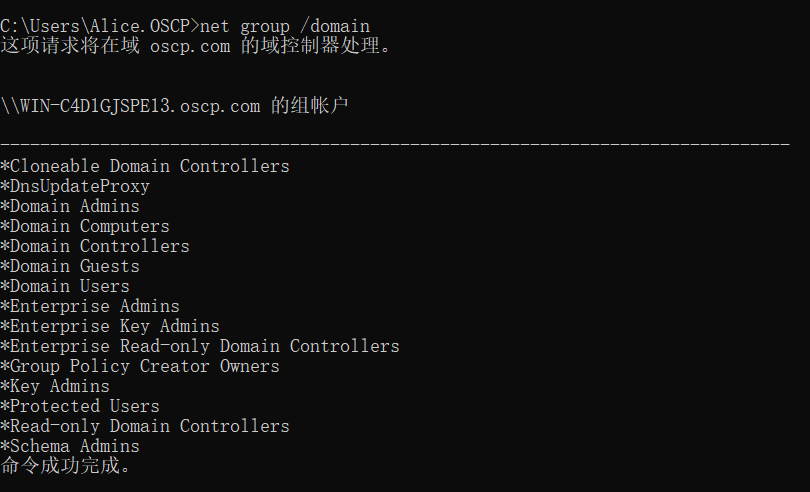 C:\Users\Alice.OSCP>net group /domain
这项请求将在域 oscp.com 的域控制器处理。
\\WIN-C4D1GJSPE13.oscp.com 的组帐户
-------------------------------------------------------------------------------
*Cloneable Domain Controllers
*DnsUpdateProxy
*Domain Admins
*Domain Computers
*Domain Controllers
*Domain Guests
*Domain Users
*Enterprise Admins
*Enterprise Key Admins
*Enterprise Read-only Domain Controllers
*Group Policy Creator Owners
*Key Admins
*Protected Users
*Read-only Domain Controllers
*Schema Admins
命令成功完成。